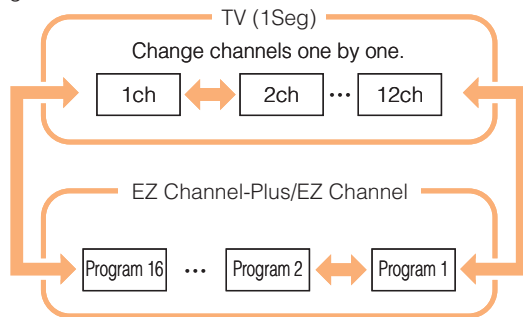 TV (1Seg)
Change channels one by one.
1ch 2ch ••• 12ch
EZ Channel-Plus/EZ Channel
Program 16 ••• Program 2 Program 1